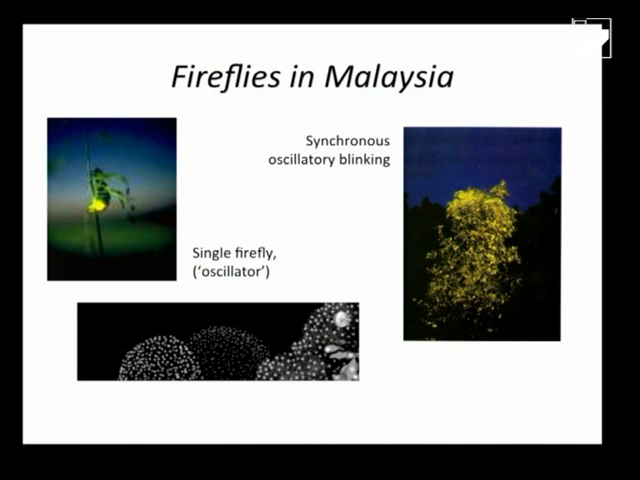 Fireflies in Malaysia
Synchronous
oscillatory blinking
Single firefly,
(‘oscillator’)